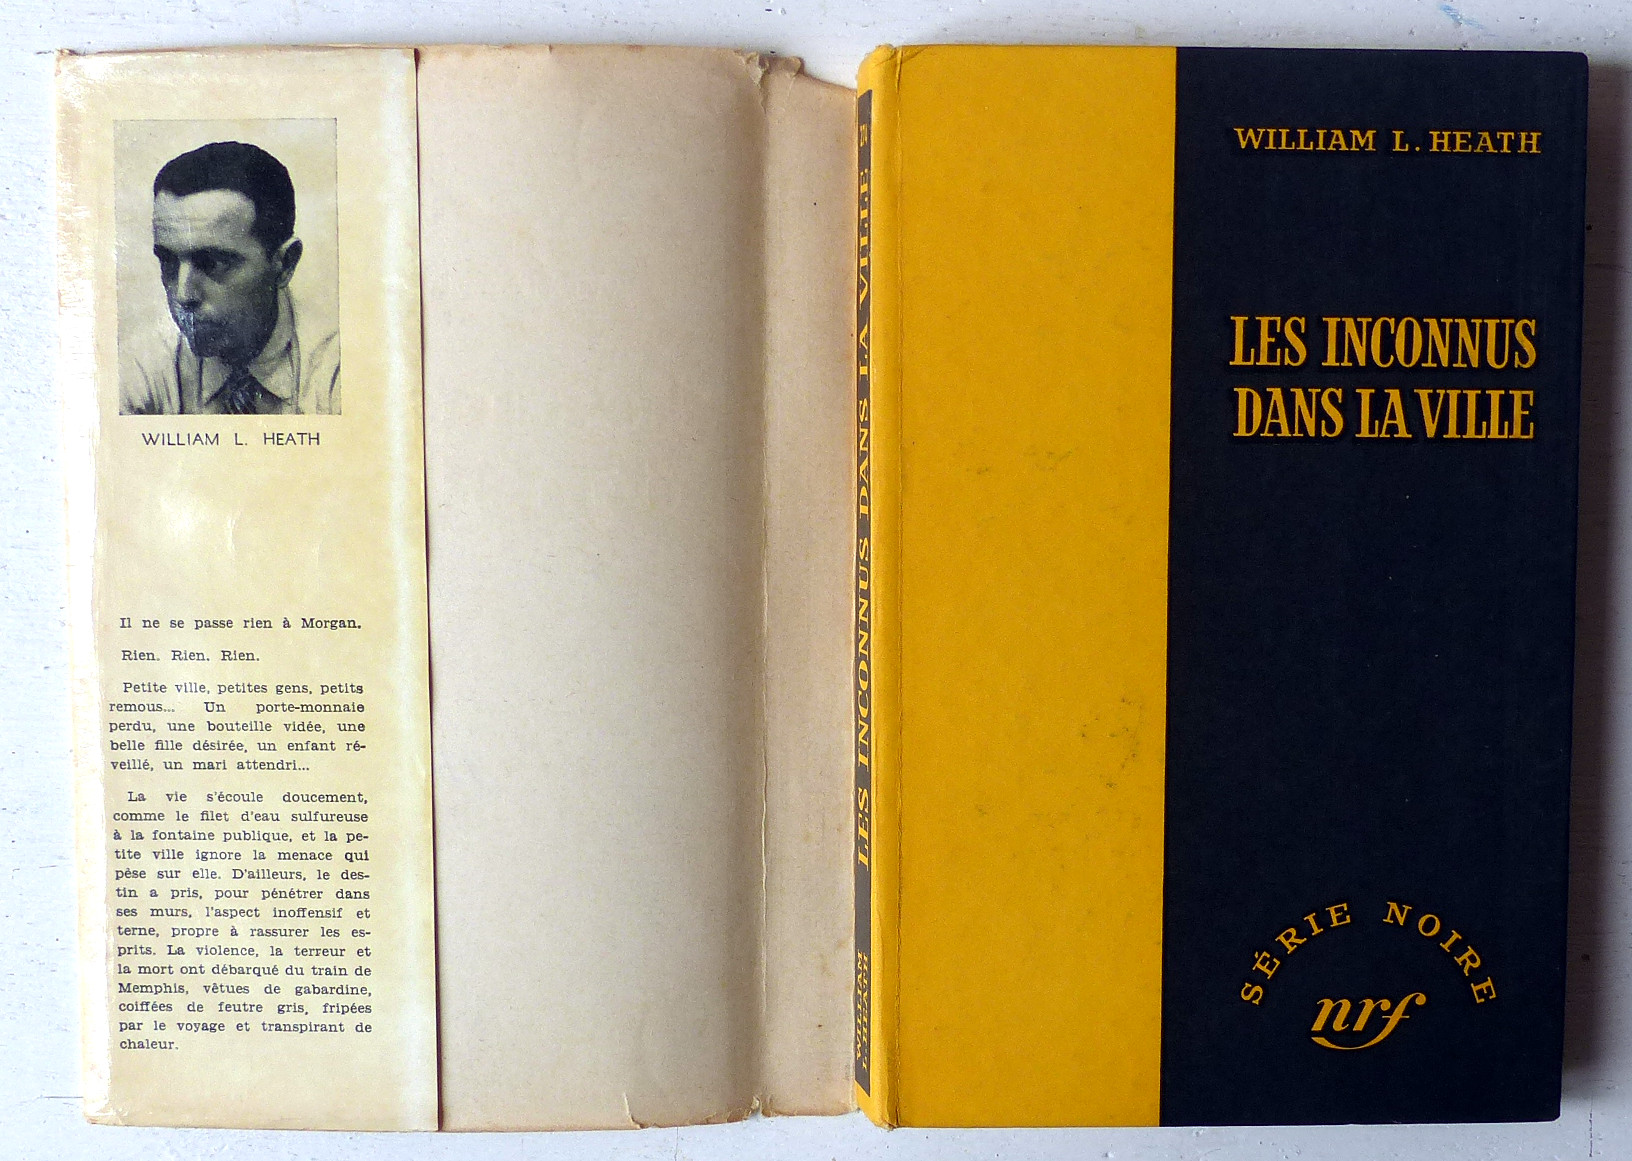 WILLIAM L. HEATH
Il ne se passe rien à Morgan.
Rien. Rien. Rien.
Petite ville, petites gens, petits
remous... Un porte-monnaie
perdu, une bouteille vidée, une
belle fille désirée, un enfant ré-
veillé, un mari attendri...
La vie s'écoule doucement,
comme le filet d'eau sulfureuse
à la fontaine publique, et la pe-
tite ville ignore la menace qui
pèse sur elle. D'ailleurs, le des-
tin a pris, pour pénétrer dans
ses murs, l'aspect inoffensif et
terne, propre à rassurer les es-
prits. La violence, la terreur et
la mort ont débarqué du train de
Memphis, vêtues de gabardine,
coiffées de feutre gris, fripées
par le voyage et transpirant de
chaleur.
WILLIAM
L. HEATH
LES INCONNUS DANS LA VILLE
WILLIAM L. HEATH
LES INCONNUS
DANS LA VILLE
SÉRIE NOIRE
nrf